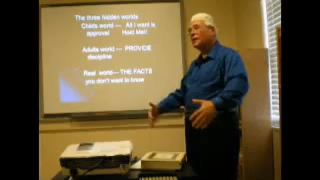 The three hidden worlds
Childs world --- All I want is
approval Hold Me!
Adults world --- PROVIDE
discipline
Real world---THE FACTS
you don't want to know